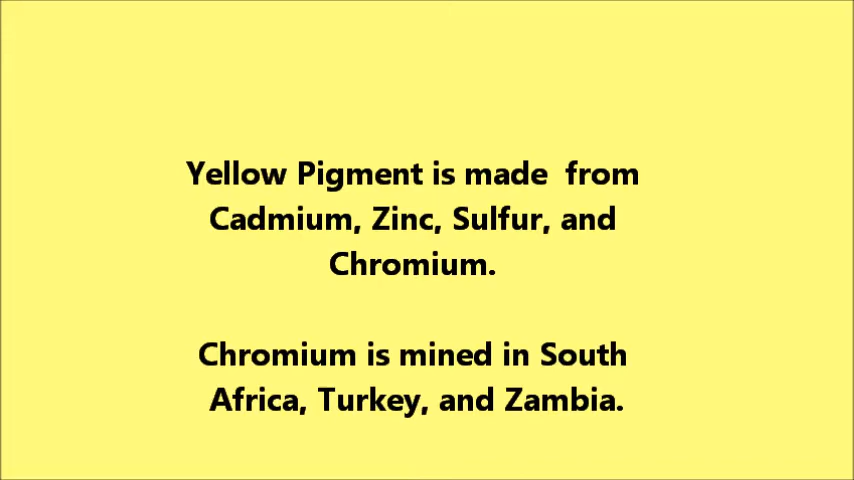 Yellow Pigment is made  from
Cadmium, Zinc, Sulfur, and
Chromium.
Chromium is mined in South
Africa, Turkey, and Zambia.